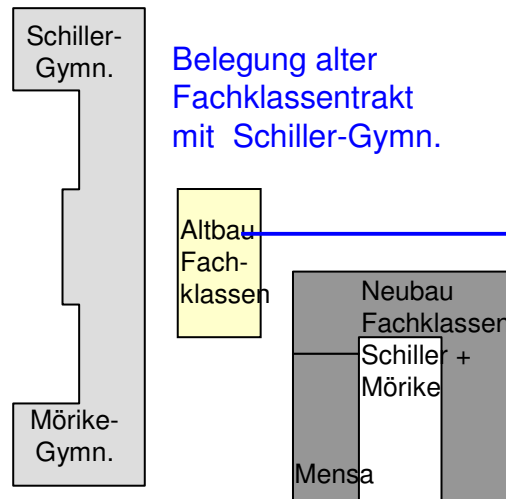 Schiller-
Gymn.
Belegung alter
Fachklassentrakt
mit Schiller-Gymn.
Altbau
Fach-
klassen
Neubau
Fachklassen
Schiller +
Mörike
Mörike-
Gymn.
Mensa